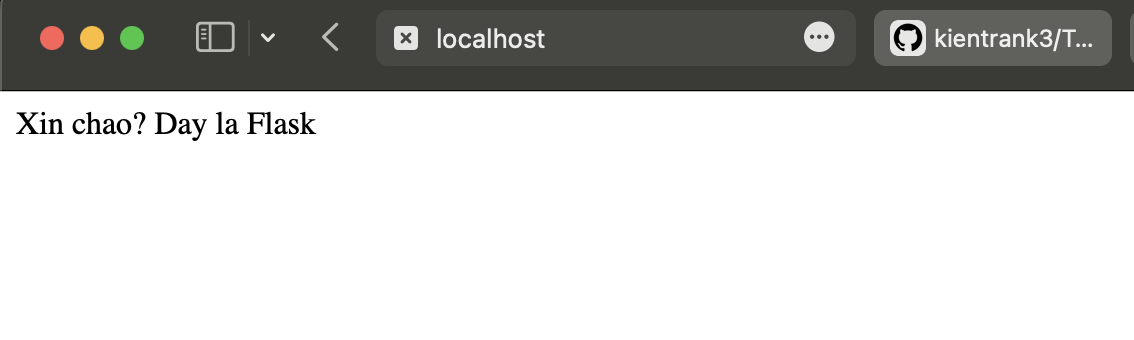 localhost
kientrank3/T...
Xin chao? Day la Flask